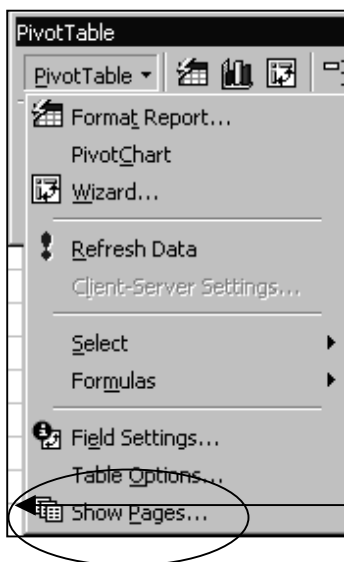 PivotTable
PivotTable
Format Report...
PivotChart
Wizard...
Refresh Data
Client-Server Settings...
Select
Formulas
Field Settings...
Table Options...
Show Pages...